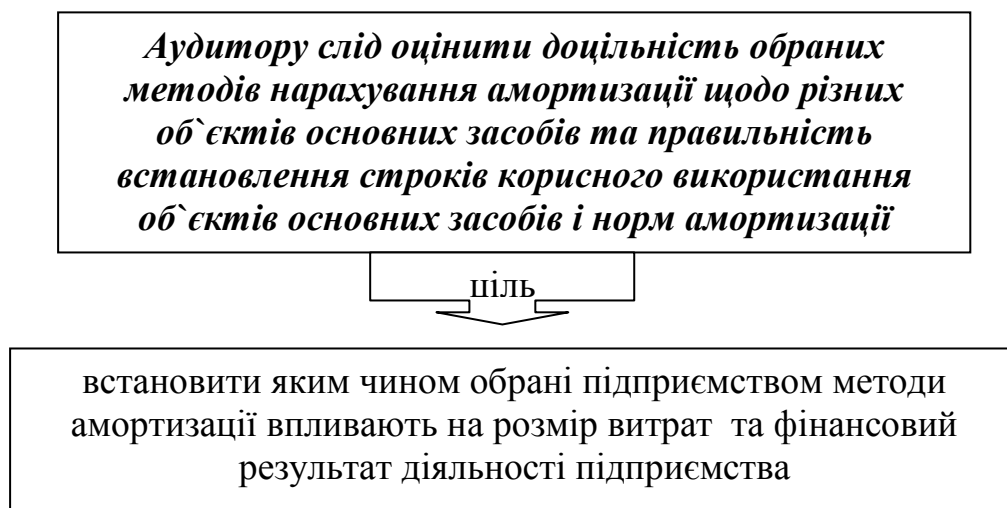 Аудитору слід оцінити доцільність обраних
методів нарахування амортизації щодо різних
об`єктів основних засобів та правильність
встановлення строків корисного використання
об`єктів основних засобів і норм амортизації
ціль
встановити яким чином обрані підприємством методи
амортизації впливають на розмір витрат та фінансовий
результат діяльності підприємства